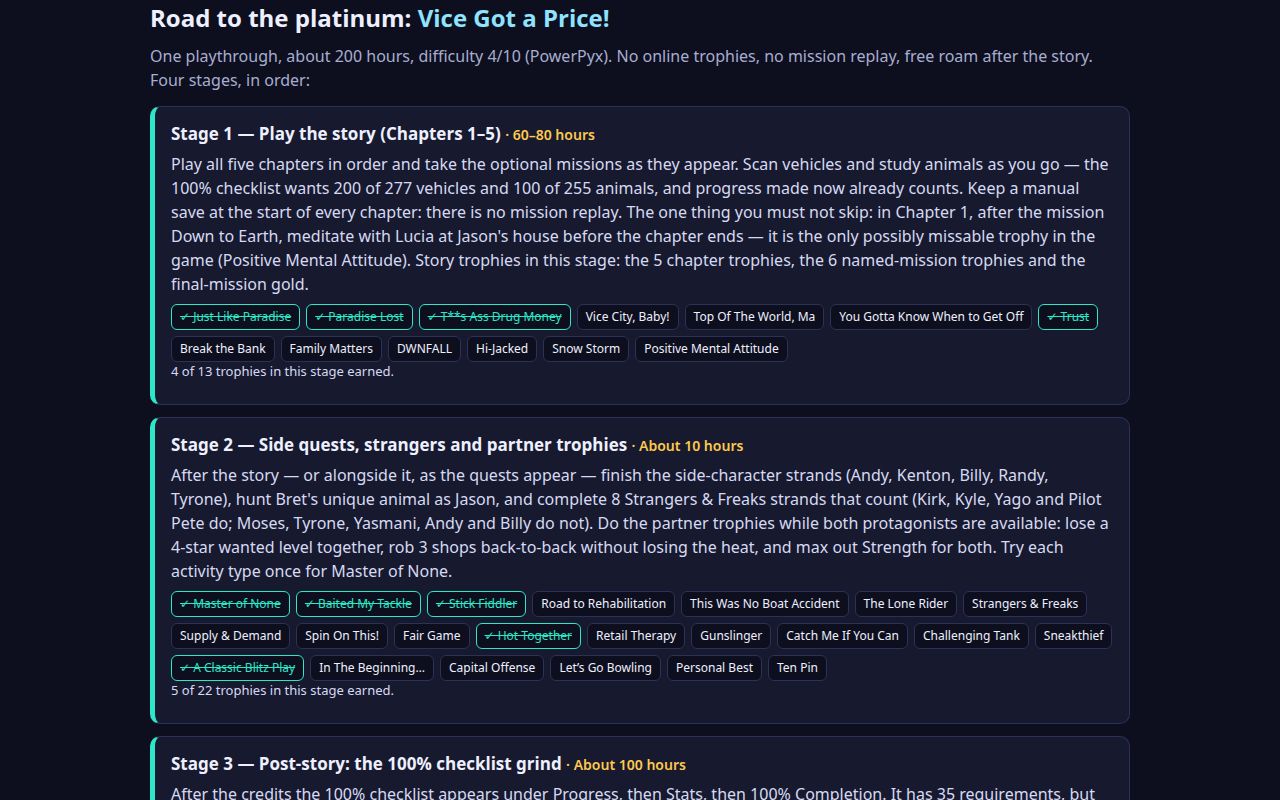 Road to the platinum: Vice Got a Price!
One playthrough, about 200 hours, difficulty 4/10 (PowerPyx). No online trophies, no mission replay, free roam after the story.
Four stages, in order:
Stage 1 — Play the story (Chapters 1–5) · 60–80 hours
Play all five chapters in order and take the optional missions as they appear. Scan vehicles and study animals as you go — the
100% checklist wants 200 of 277 vehicles and 100 of 255 animals, and progress made now already counts. Keep a manual
save at the start of every chapter: there is no mission replay. The one thing you must not skip: in Chapter 1, after the mission
Down to Earth, meditate with Lucia at Jason's house before the chapter ends — it is the only possibly missable trophy in the
game (Positive Mental Attitude). Story trophies in this stage: the 5 chapter trophies, the 6 named-mission trophies and the
final-mission gold.
✓ Just Like Paradise ✓ Paradise Lost ✓ T**s Ass Drug Money Vice City, Baby! Top Of The World, Ma You Gotta Know When to Get Off ✓ Trust
Break the Bank Family Matters DWNFALL Hi-Jacked Snow Storm Positive Mental Attitude
4 of 13 trophies in this stage earned.
Stage 2 — Side quests, strangers and partner trophies · About 10 hours
After the story — or alongside it, as the quests appear — finish the side-character strands (Andy, Kenton, Billy, Randy,
Tyrone), hunt Bret's unique animal as Jason, and complete 8 Strangers & Freaks strands that count (Kirk, Kyle, Yago and Pilot
Pete do; Moses, Tyrone, Yasmani, Andy and Billy do not). Do the partner trophies while both protagonists are available: lose a
4-star wanted level together, rob 3 shops back-to-back without losing the heat, and max out Strength for both. Try each
activity type once for Master of None.
✓ Master of None ✓ Baited My Tackle ✓ Stick Fiddler Road to Rehabilitation This Was No Boat Accident The Lone Rider Strangers & Freaks
Supply & Demand Spin On This! Fair Game ✓ Hot Together Retail Therapy Gunslinger Catch Me If You Can Challenging Tank Sneakthief
✓ A Classic Blitz Play In The Beginning... Capital Offense Let's Go Bowling Personal Best Ten Pin
5 of 22 trophies in this stage earned.
Stage 3 — Post-story: the 100% checklist grind · About 100 hours
After the credits the 100% checklist appears under Progress, then Stats, then 100% Completion. It has 35 requirements, but